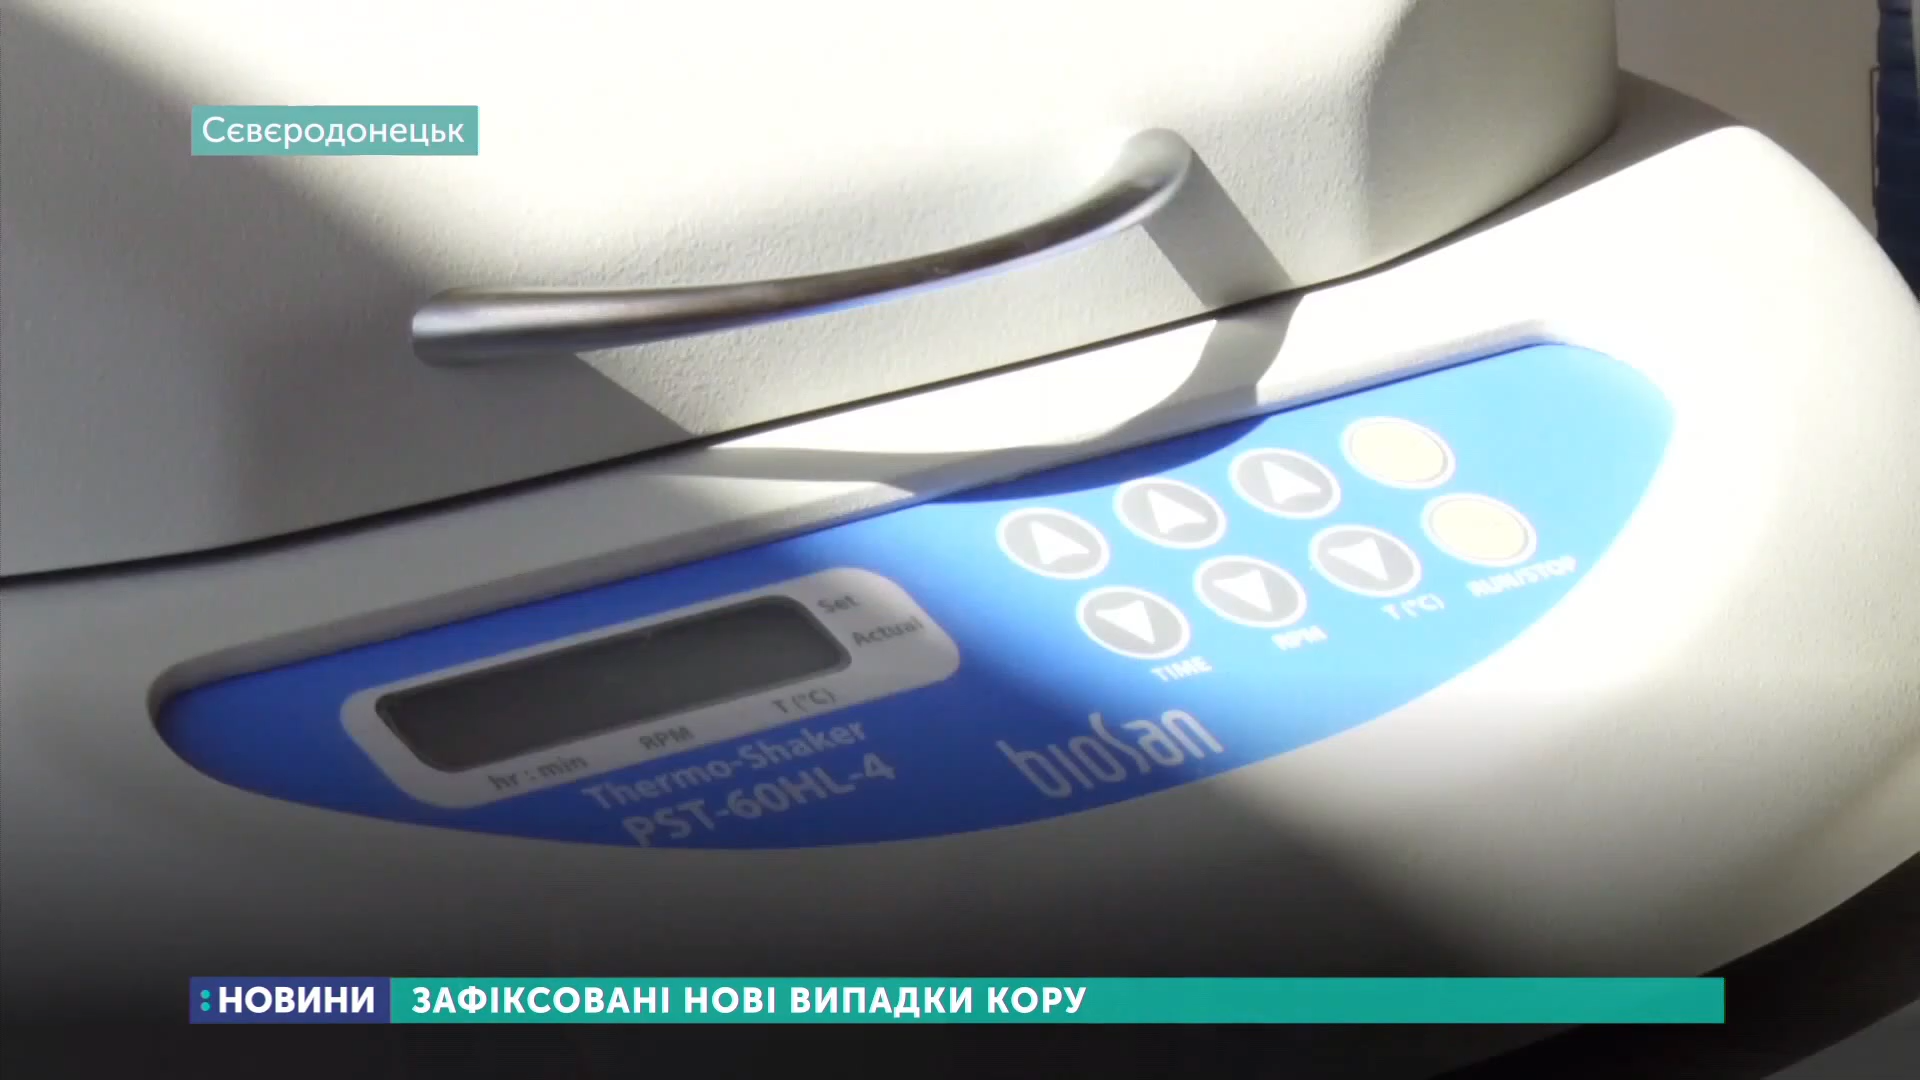 Сєвєродонецьк
Set
Actual
hr : min
RPM
T (°C)
Thermo-Shaker
PST-60HL-4
TIME
RPM
T (°C)
RUN/STOP
bioSan
:НОВИНИ
ЗАФІКСОВАНІ НОВІ ВИПАДКИ КОРУ